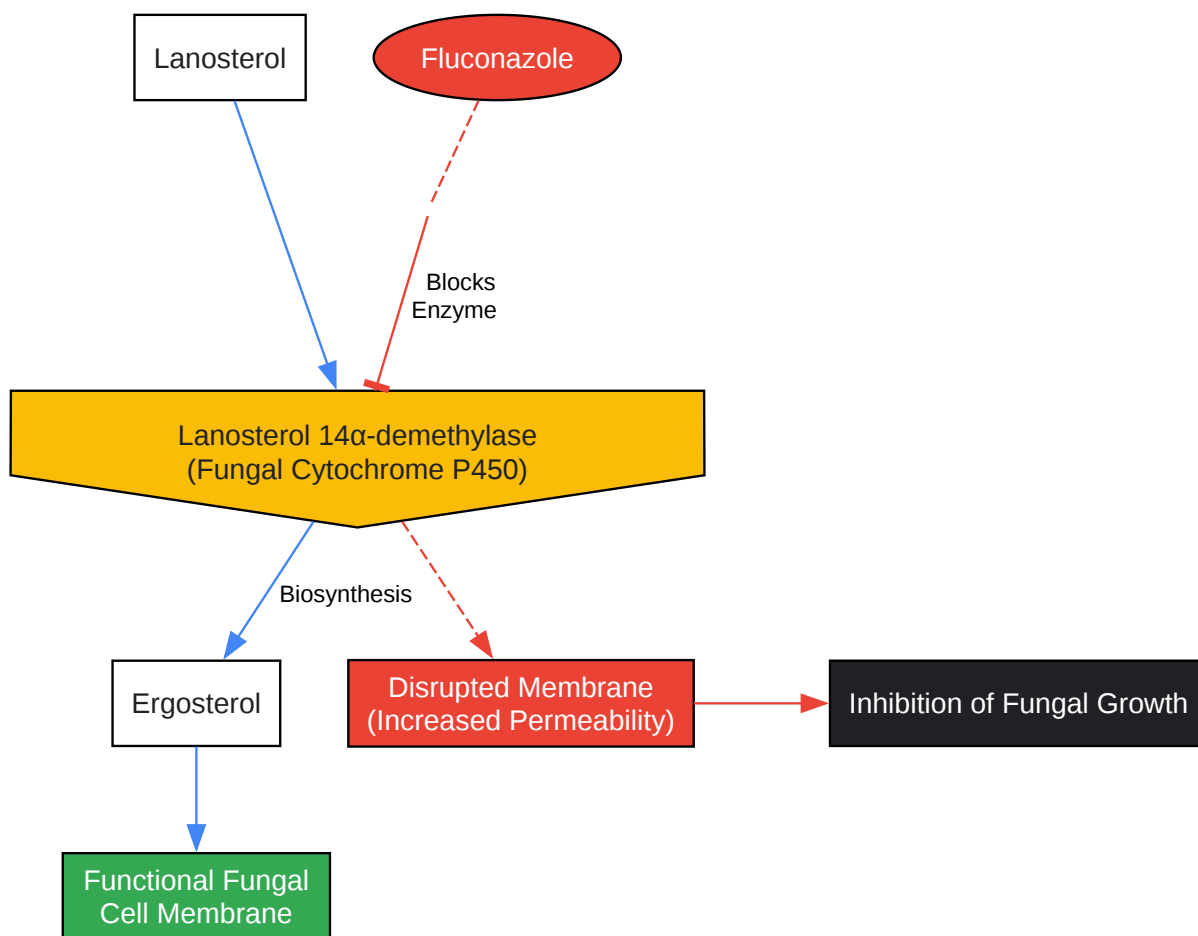 Lanosterol
Fluconazole
Blocks
Enzyme
Lanosterol 14α-demethylase
(Fungal Cytochrome P450)
Biosynthesis
Ergosterol
Disrupted Membrane
(Increased Permeability)
Inhibition of Fungal Growth
Functional Fungal
Cell Membrane